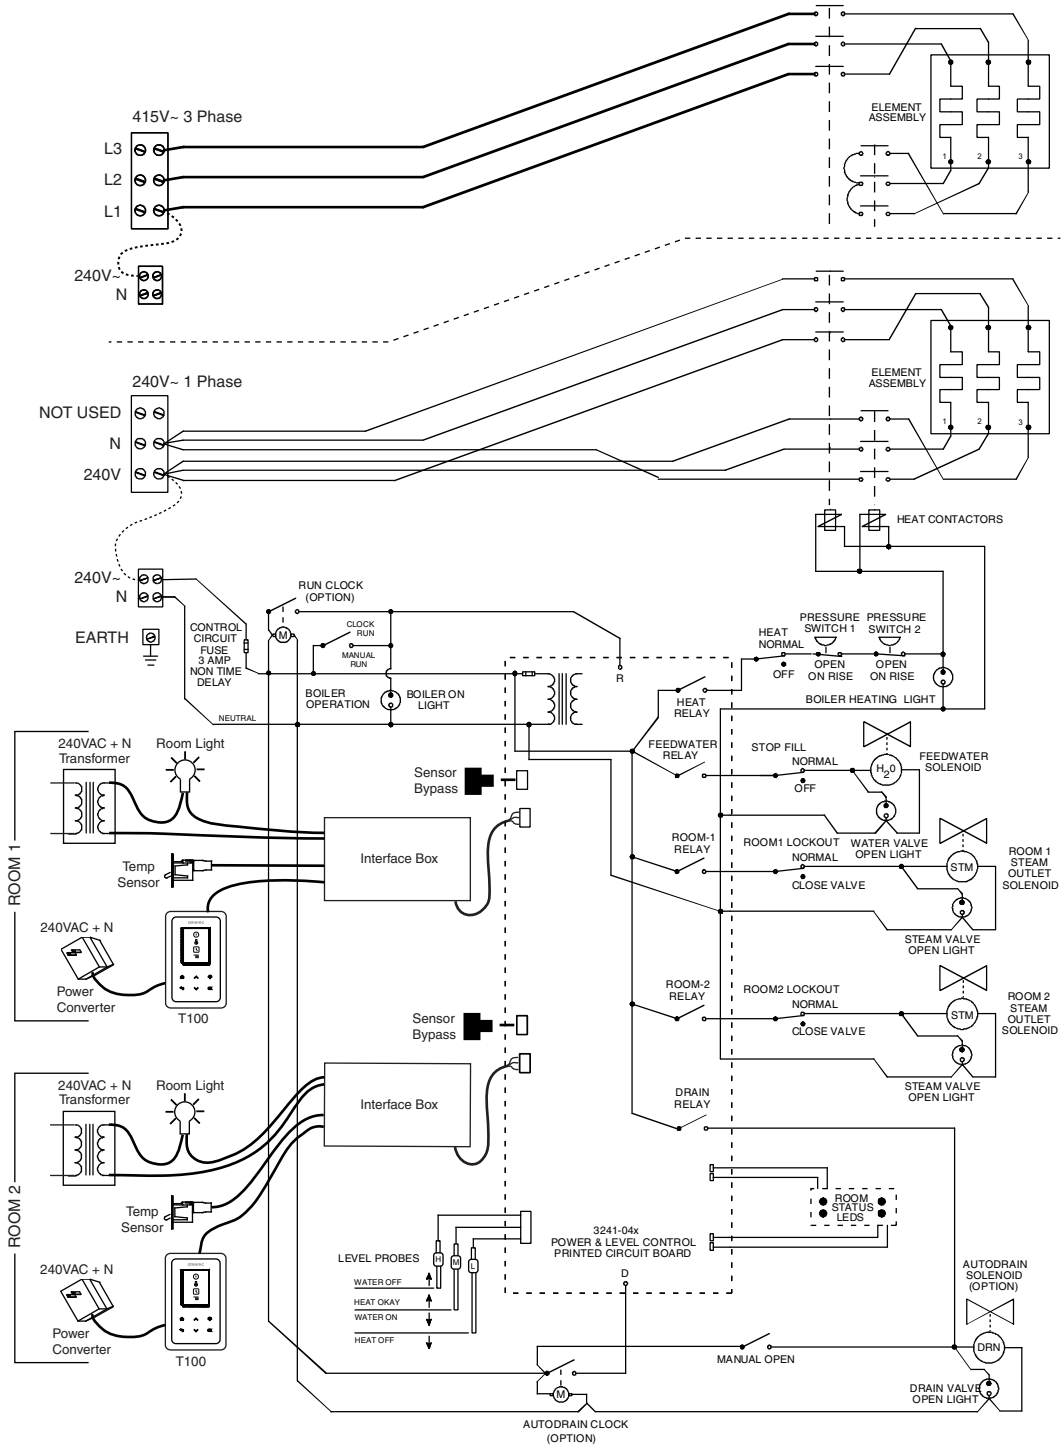 415V~ 3 Phase
L3
L2
L1
240V~
N
ELEMENT
ASSEMBLY
1
2
3
240V~ 1 Phase
NOT USED
N
240V
ELEMENT
ASSEMBLY
1
2
3
HEAT CONTACTORS
240V~
N
EARTH
CONTROL
CIRCUIT
FUSE
3 AMP
NON TIME
DELAY
RUN CLOCK
(OPTION)
M
CLOCK
RUN
MANUAL
RUN
BOILER
OPERATION
BOILER ON
LIGHT
NEUTRAL
R
HEAT
RELAY
HEAT
NORMAL
OFF
PRESSURE
SWITCH 1
OPEN
ON RISE
PRESSURE
SWITCH 2
OPEN
ON RISE
BOILER HEATING LIGHT
FEEDWATER
RELAY
STOP FILL
NORMAL
OFF
H20
FEEDWATER
SOLENOID
WATER VALVE
OPEN LIGHT
ROOM-1
RELAY
ROOM1 LOCKOUT
NORMAL
CLOSE VALVE
STM
ROOM 1
STEAM
OUTLET
SOLENOID
STEAM VALVE
OPEN LIGHT
ROOM-2
RELAY
ROOM2 LOCKOUT
NORMAL
CLOSE VALVE
STM
ROOM 2
STEAM
OUTLET
SOLENOID
STEAM VALVE
OPEN LIGHT
DRAIN
RELAY
ROOM
STATUS
LEDS
ROOM 1
240VAC + N
Transformer
Room Light
Temp
Sensor
Interface Box
Sensor
Bypass
240VAC + N
Power
Converter
T100
ROOM 2
240VAC + N
Transformer
Room Light
Temp
Sensor
Interface Box
Sensor
Bypass
240VAC + N
Power
Converter
T100
LEVEL PROBES
H
M
L
WATER OFF
HEAT OKAY
WATER ON
HEAT OFF
3241-04x
POWER & LEVEL CONTROL
PRINTED CIRCUIT BOARD
D
MANUAL OPEN
M
AUTODRAIN CLOCK
(OPTION)
AUTODRAIN
SOLENOID
(OPTION)
DRN
DRAIN VALVE
OPEN LIGHT